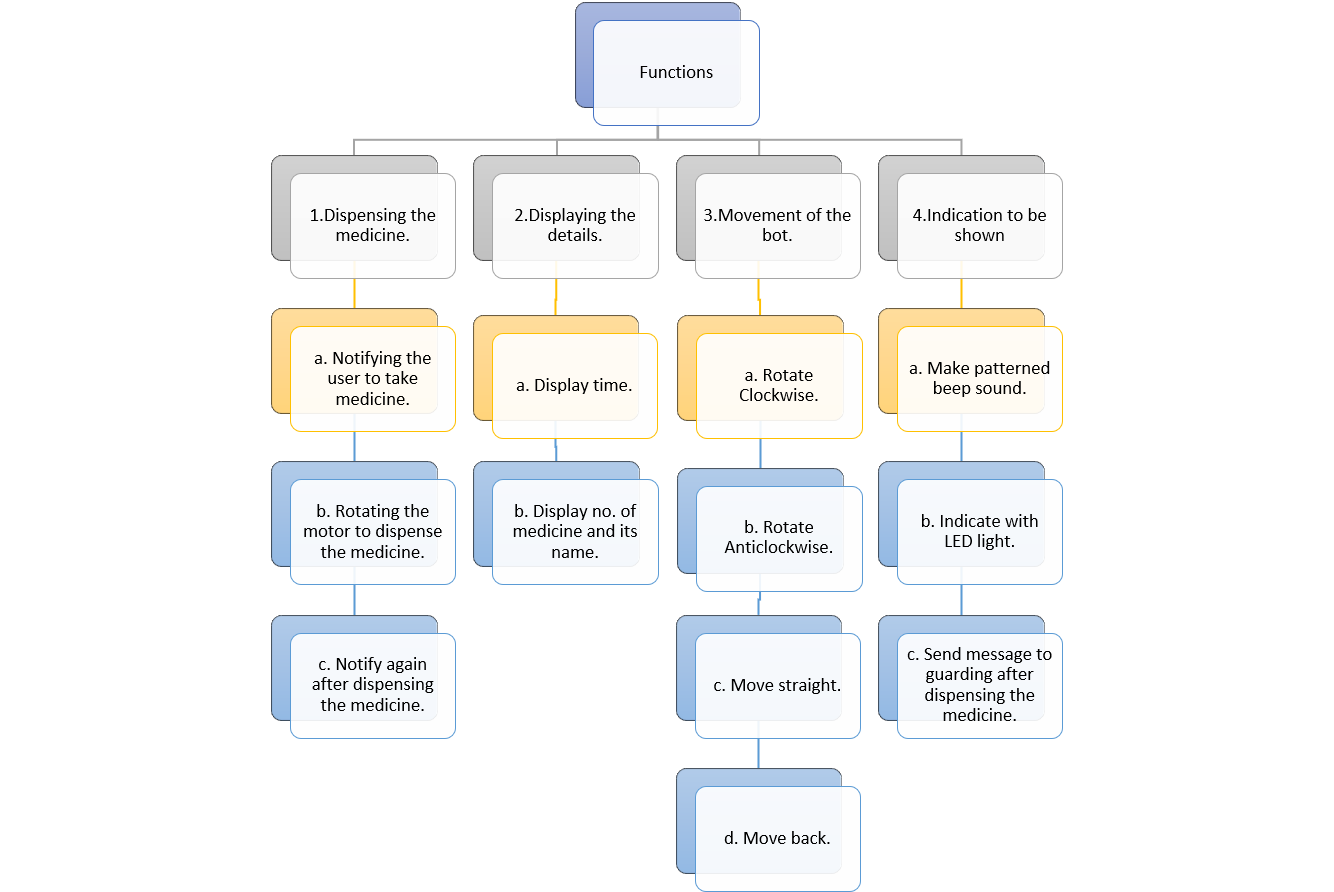 Functions
1.Dispensing the
medicine.
2.Displaying the
details.
3.Movement of the
bot.
4.Indication to be
shown
a. Notifying the
user to take
medicine.
a. Display time.
a. Rotate
Clockwise.
a. Make patterned
beep sound.
b. Rotating the
motor to dispense
the medicine.
b. Display no. of
medicine and its
name.
b. Rotate
Anticlockwise.
b. Indicate with
LED light.
c. Notify again
after dispensing
the medicine.
c. Move straight.
c. Send message to
guarding after
dispensing the
medicine.
d. Move back.